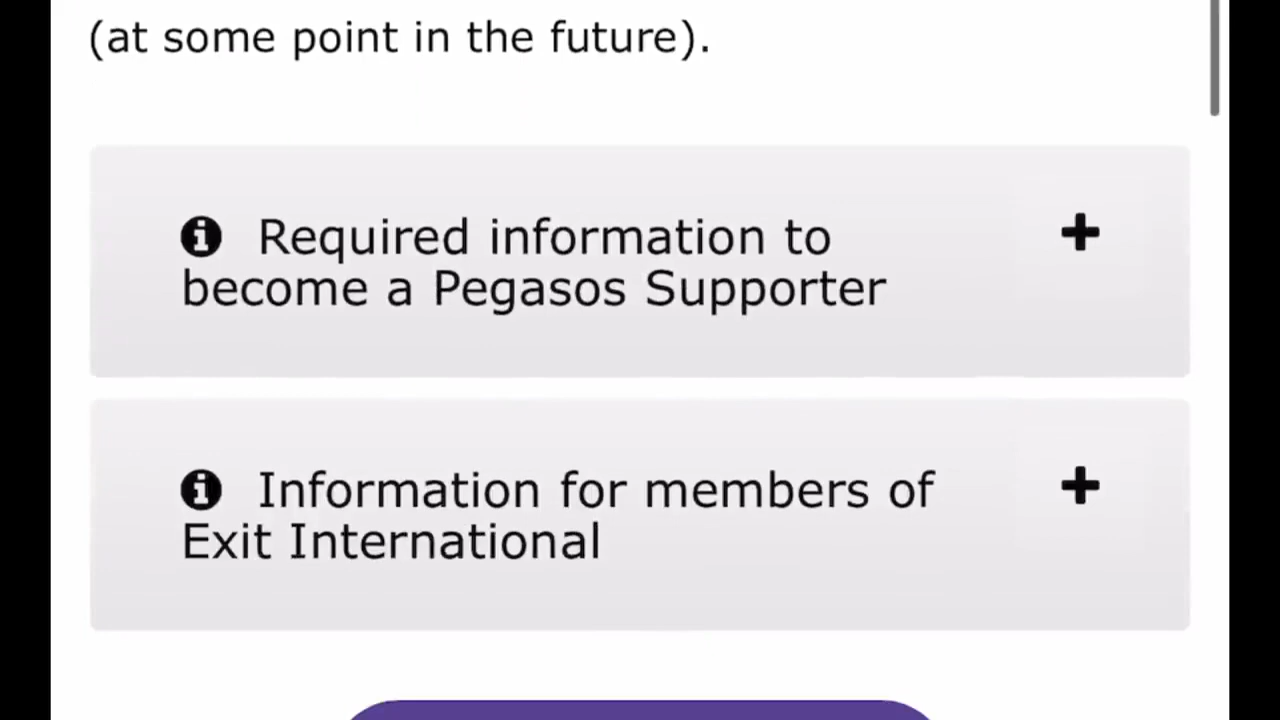 (at some point in the future).
Required information to
become a Pegasos Supporter
Information for members of
Exit International